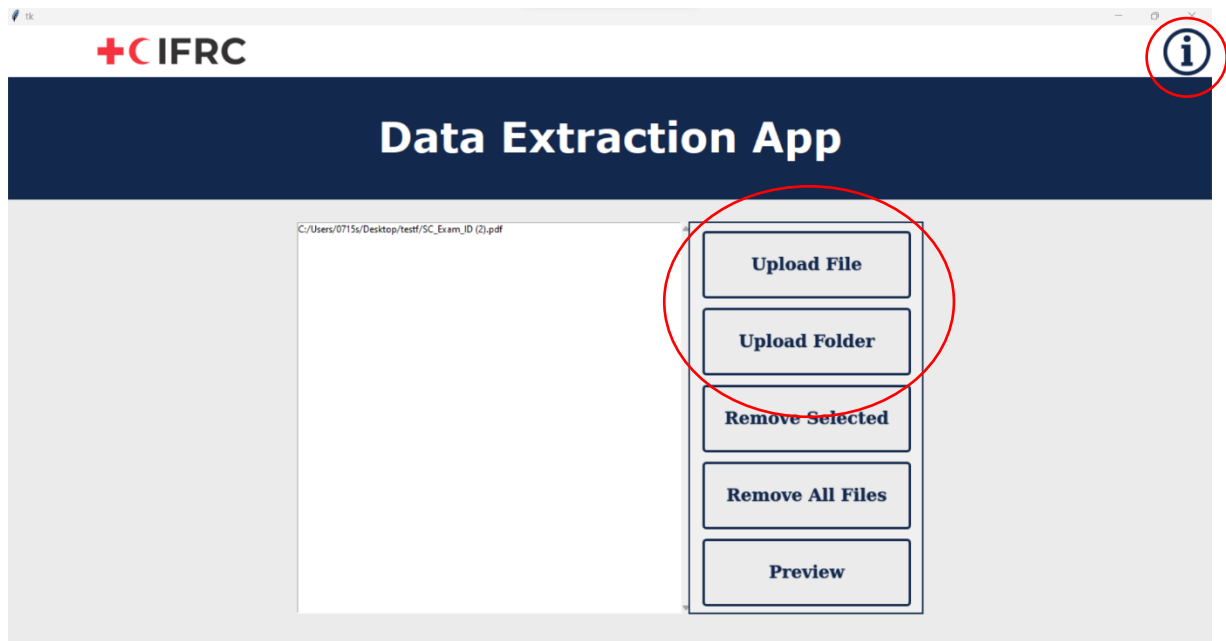 tk
IFRC
i
Data Extraction App
C:/Users/0715s/Desktop/testf/SC_Exam_ID (2).pdf
Upload File
Upload Folder
Remove Selected
Remove All Files
Preview